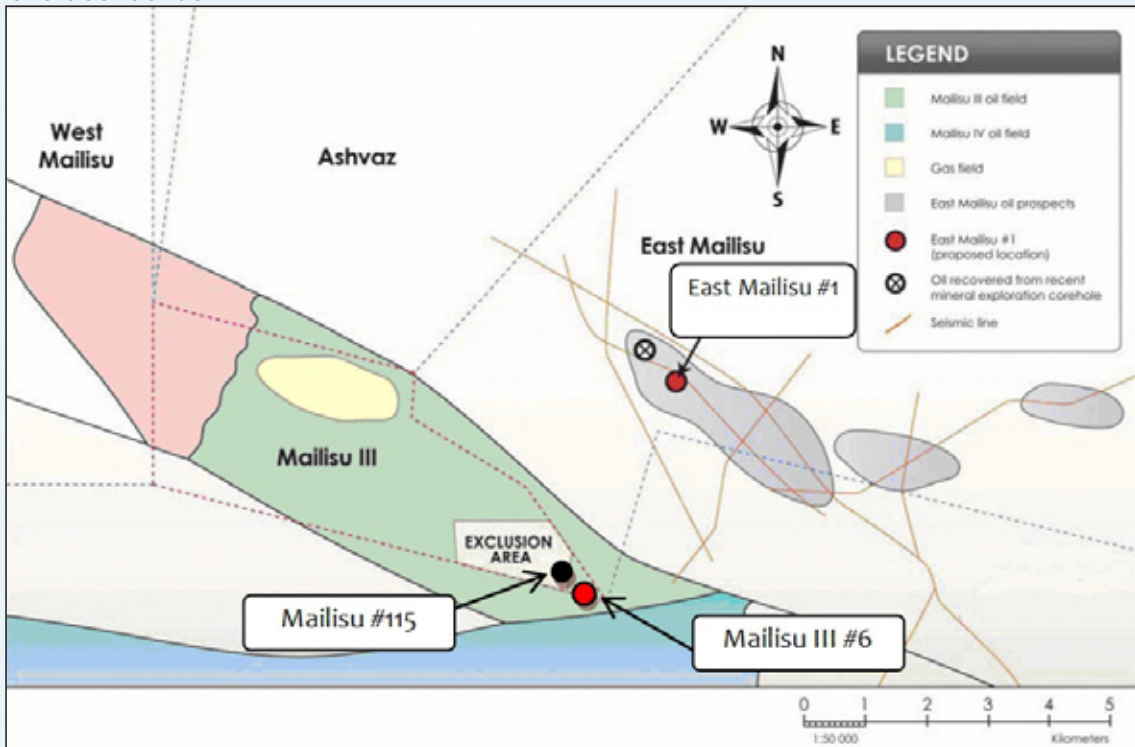 N
W
E
S
West
Mailisu
Ashvaz
East Mailisu
East Mailisu #1
Mailisu III
EXCLUSION
AREA
Mailisu #115
Mailisu III #6
LEGEND
Mailisu III oil field
Mailisu IV oil field
Gas field
East Mailisu oil prospects
East Mailisu #1
(proposed location)
Oil recovered from recent
mineral exploration corehole
Seismic line
0 1 2 3 4 5
1:50 000 Kilometers